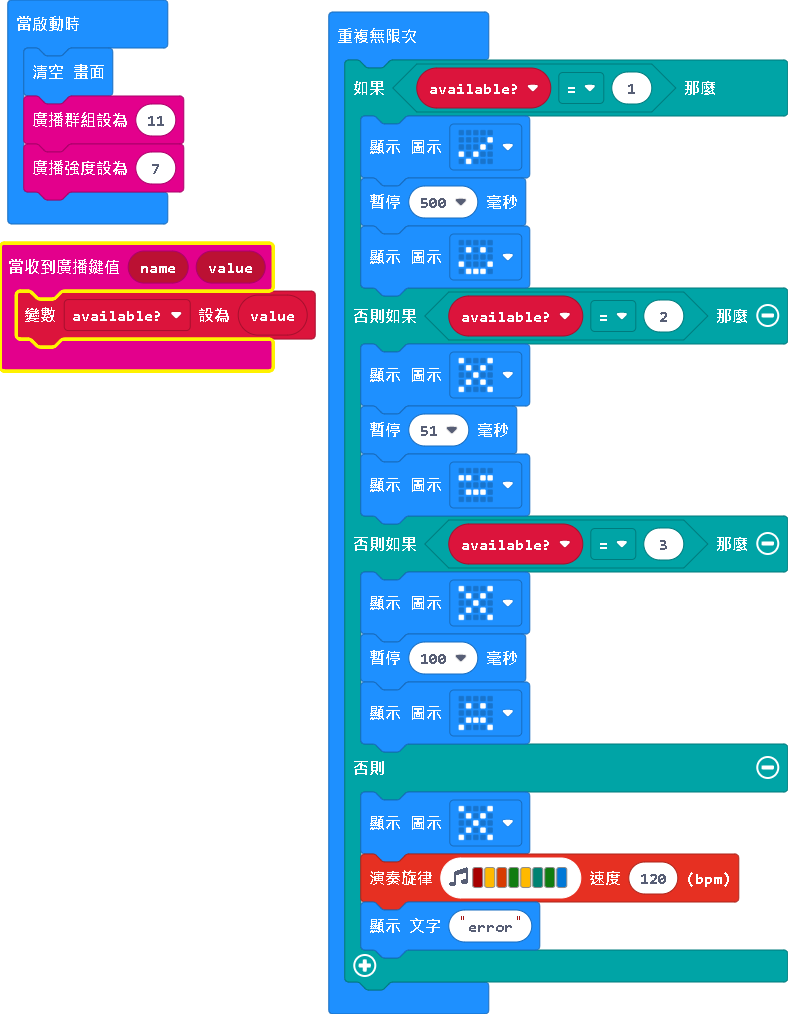 當啟動時
清空 畫面
廣播群組設為 11
廣播強度設為 7
當收到廣播鍵值 name value
變數 available? 設為 value
重複無限次
如果 available? = 1 那麼
顯示 圖示
暫停 500 毫秒
顯示 圖示
否則如果 available? = 2 那麼
顯示 圖示
暫停 51 毫秒
顯示 圖示
否則如果 available? = 3 那麼
顯示 圖示
暫停 100 毫秒
顯示 圖示
否則
顯示 圖示
演奏旋律 速度 120 (bpm)
顯示 文字 "error"